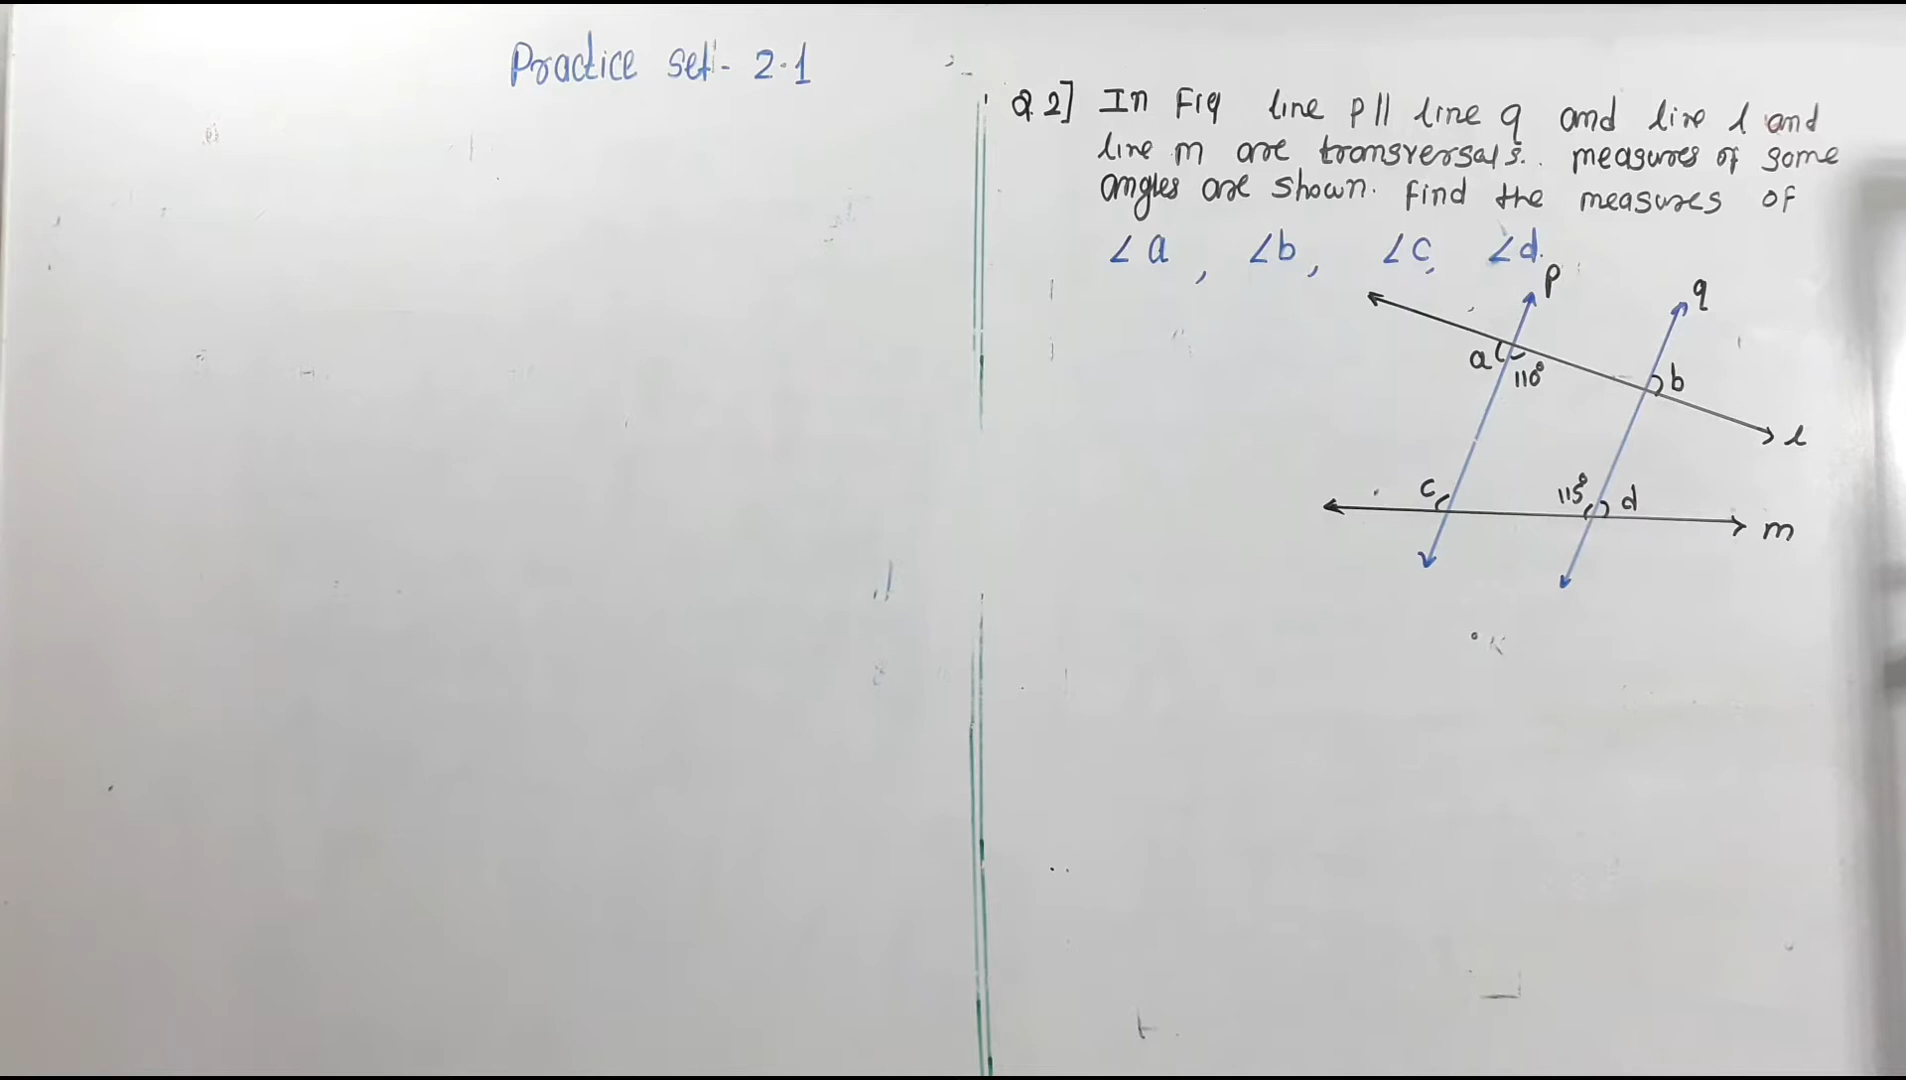 Practice set - 2.1
Q.2] In Fig line p || line q and line l and
line m are transversals. measures of some
angles are shown. Find the measures of
∠a, ∠b, ∠c, ∠d.
p
q
a
110°
b
l
c
115°
d
m